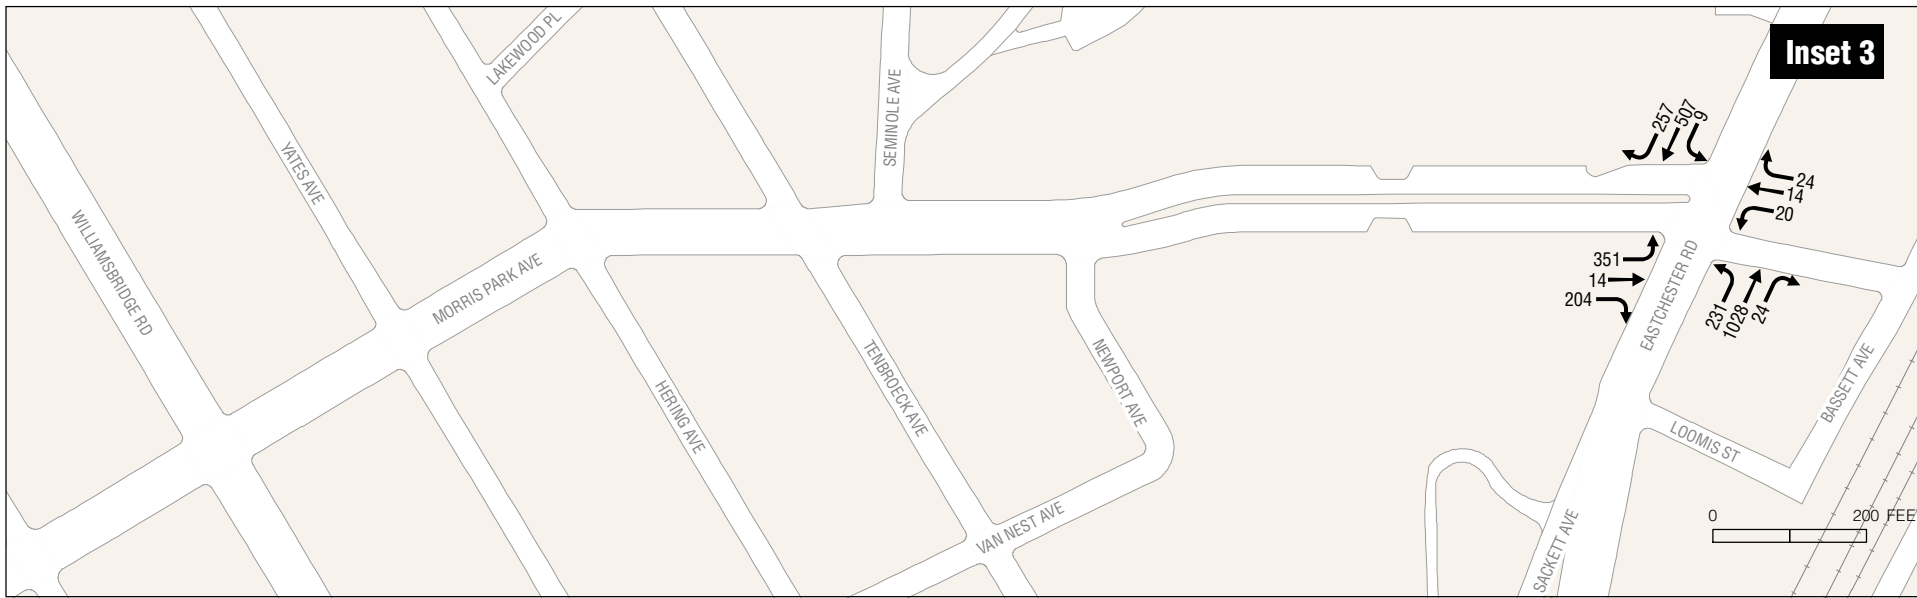 LAKEWOOD PL
Inset 3
SEMINOLE AVE
YATES AVE
257
507
9
24
14
20
WILLIAMSBRIDGE RD
MORRIS PARK AVE
351
14
204
EASTCHESTER RD
231
1028
24
HERING AVE
TENBROECK AVE
NEWPORT AVE
BASSETT AVE
LOOMIS ST
VAN NEST AVE
SACKETT AVE
0 200 FEE